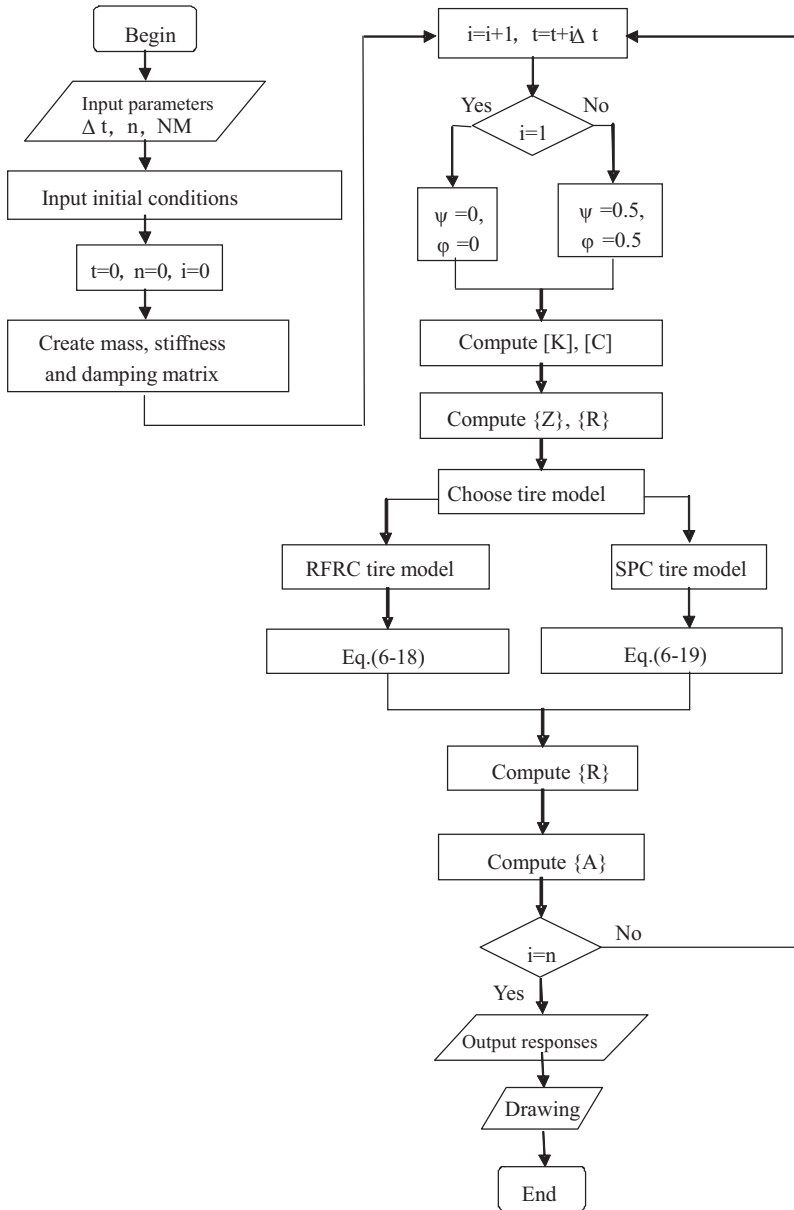 Begin
Input parameters
Δ t, n, NM
Input initial conditions
t=0, n=0, i=0
Create mass, stiffness
and damping matrix
i=i+1, t=t+iΔ t
Yes
No
i=1
ψ =0,
φ =0
ψ =0.5,
φ =0.5
Compute [K], [C]
Compute {Z}, {R}
Choose tire model
RFRC tire model
SPC tire model
Eq.(6-18)
Eq.(6-19)
Compute {R}
Compute {A}
i=n
No
Yes
Output responses
Drawing
End